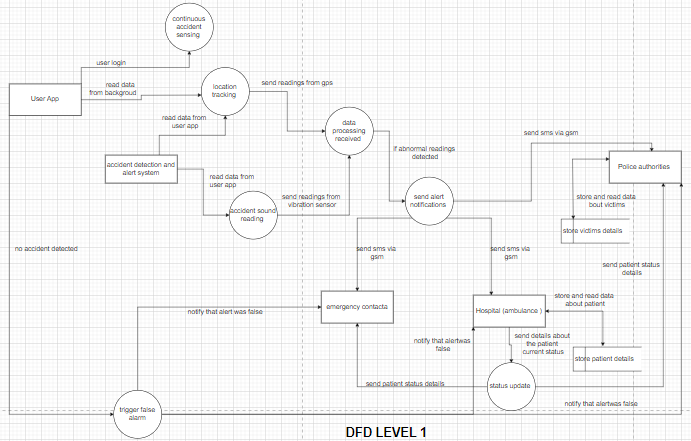 continuous
accident
sensing
user login
User App
read data
from backgroud
location
tracking
send readings from gps
read data from
user app
data
processing
received
if abnormal readings
detected
send sms via gsm
Police authorities
accident detection and
alert system
read data from
user app
send readings from
vibration sensor
accident sound
reading
send alert
notifications
store and read data
bout victims
store victims details
no accident detected
send sms via
gsm
send sms via
gsm
send patient status
details
emergency contacta
Hospital (ambulance )
store and read data
about patient
notify that alert was false
notify that alertwas
false
send details about
the patient
current status
store patient details
send patient status details
status update
notify that alertwas false
trigger false
alarm
DFD LEVEL 1